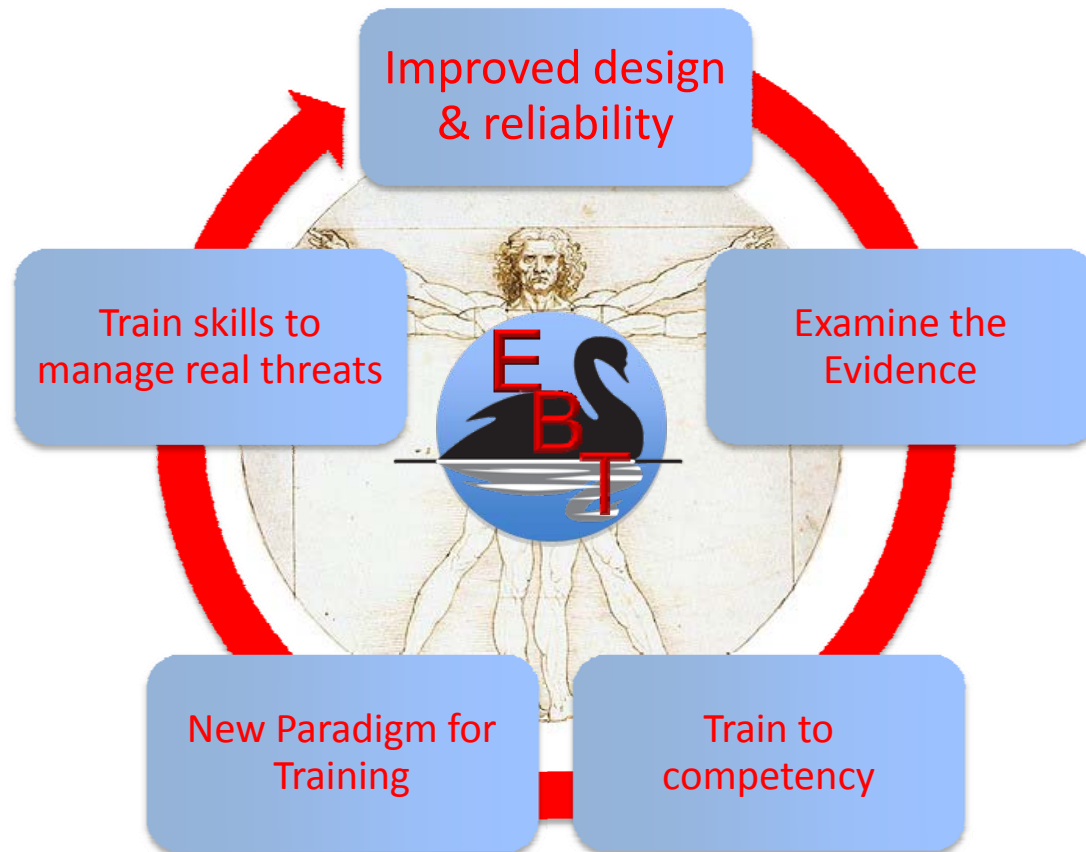 Improved design
& reliability
Examine the
Evidence
Train to
competency
New Paradigm for
Training
Train skills to
manage real threats
E
B
T